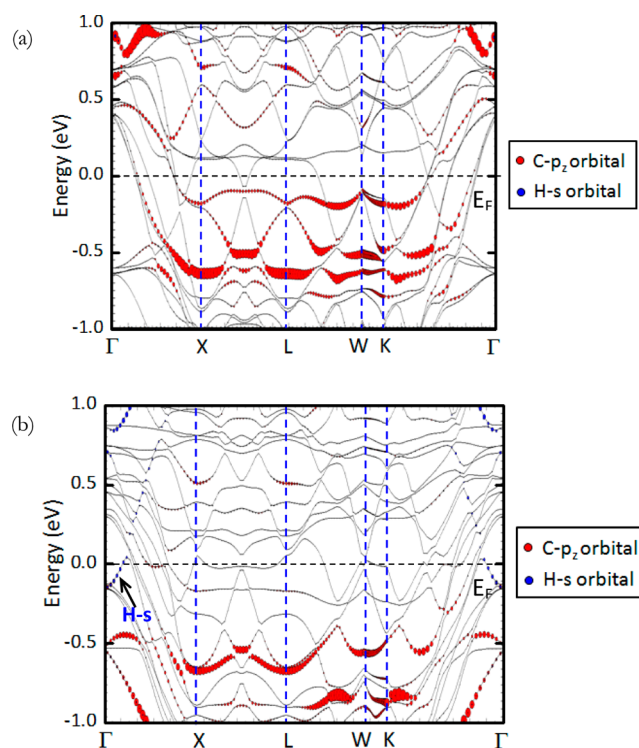 (a)
1.0
0.5
0.0
-0.5
-1.0
Energy (eV)
E_F
Γ X L W K Γ
C-p_z orbital
H-s orbital
(b)
1.0
0.5
0.0
-0.5
-1.0
Energy (eV)
H-s
E_F
Γ X L W K Γ
C-p_z orbital
H-s orbital